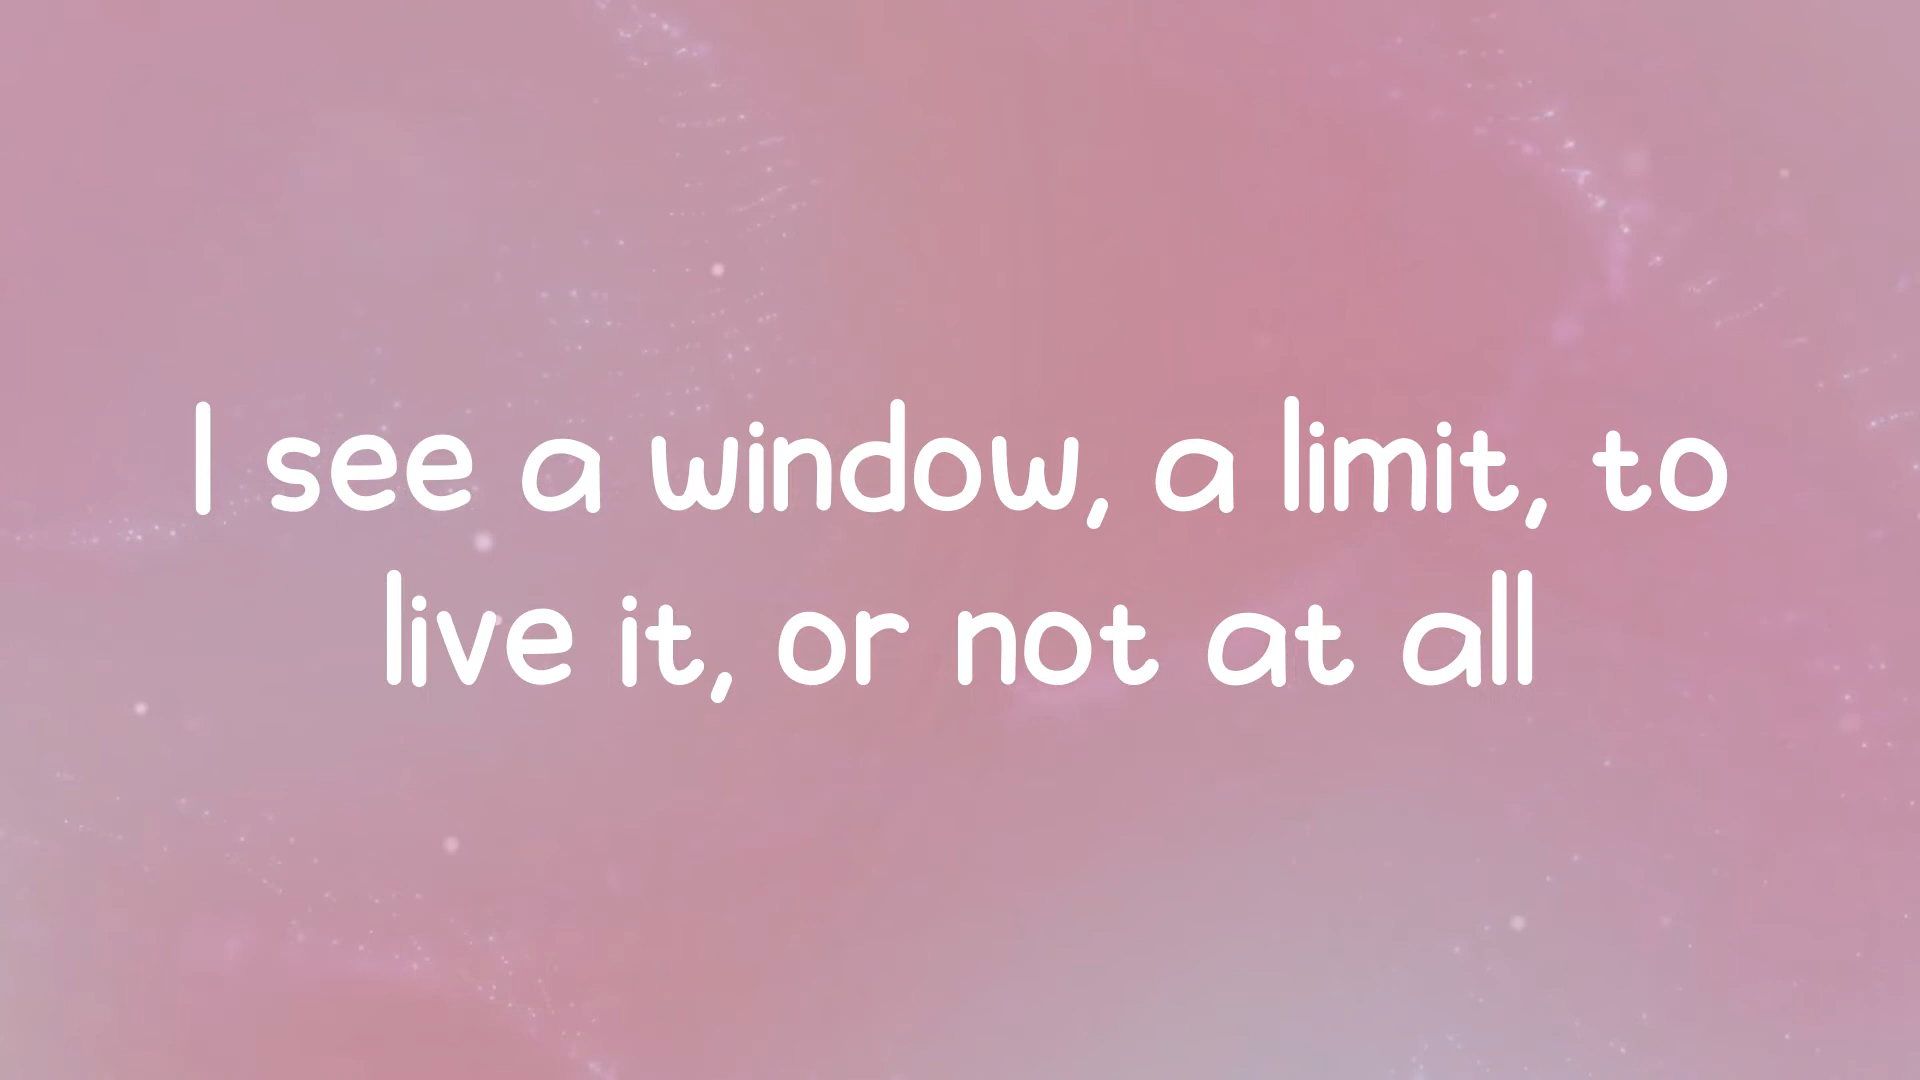 I see a window, a limit, to
live it, or not at all